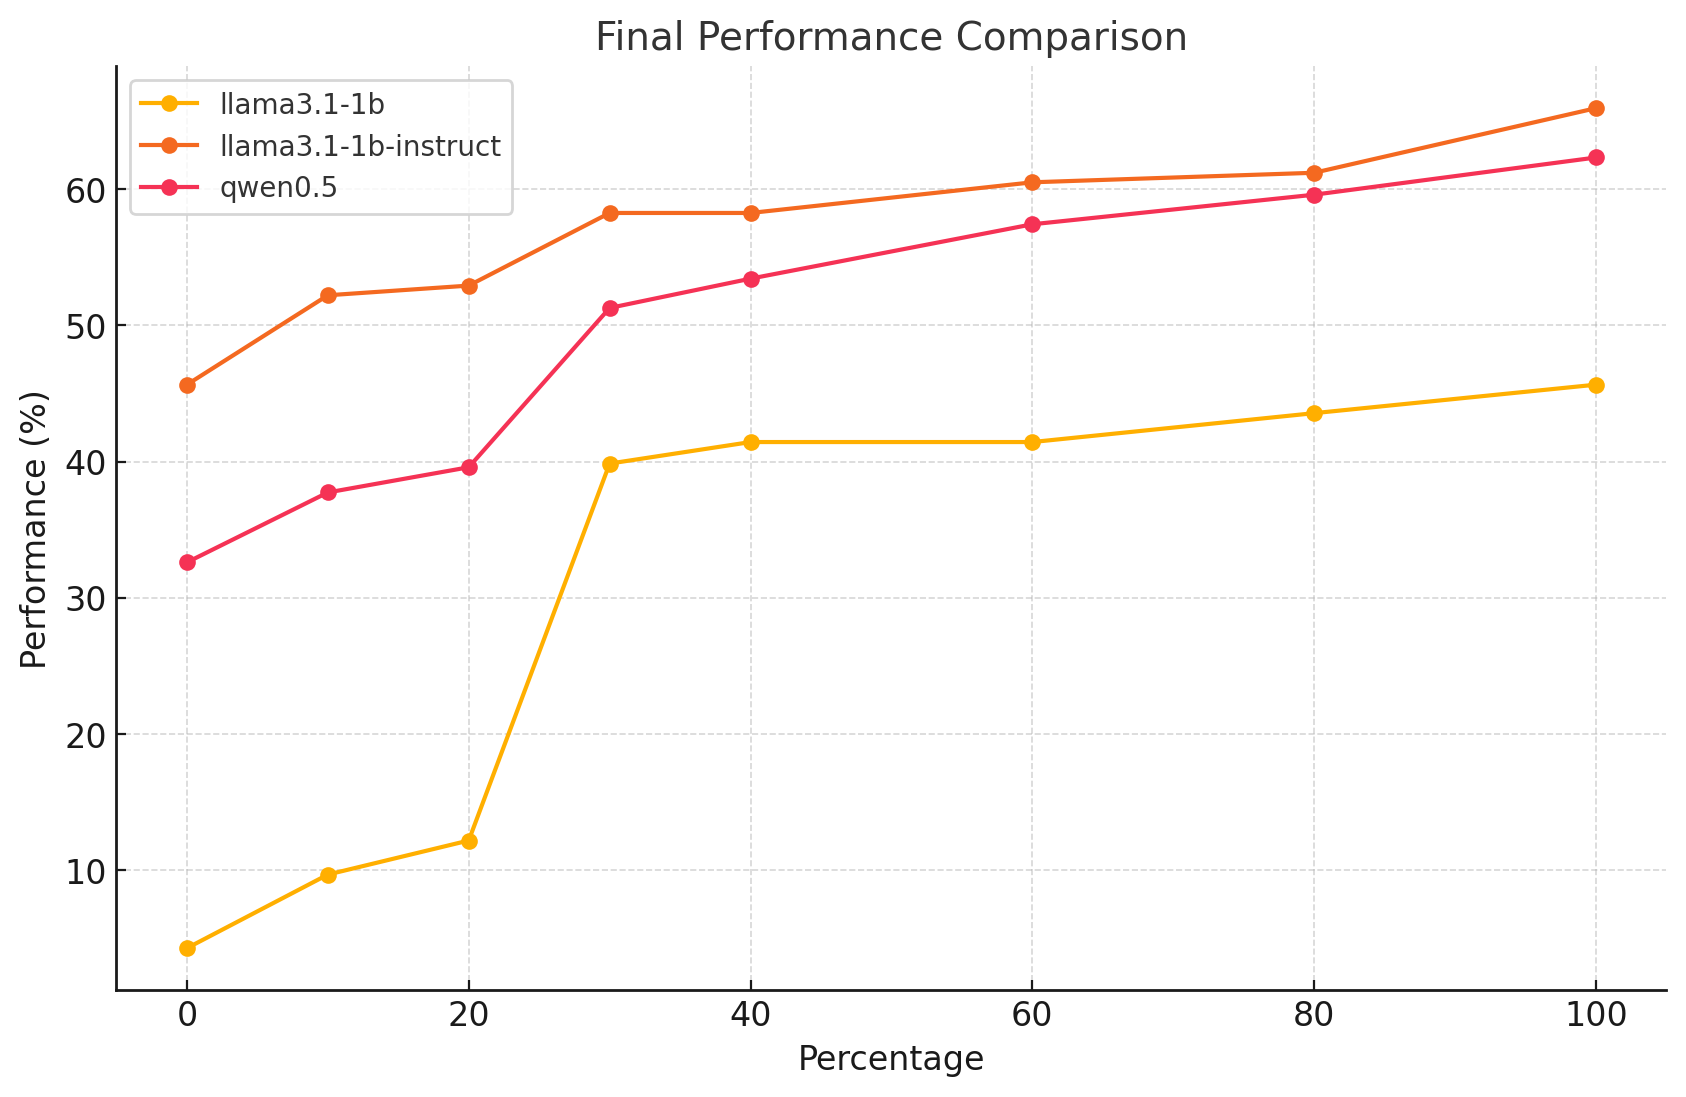 Final Performance Comparison
llama3.1-1b
llama3.1-1b-instruct
qwen0.5
Performance (%)
60
50
40
30
20
10
0 20 40 60 80 100
Percentage